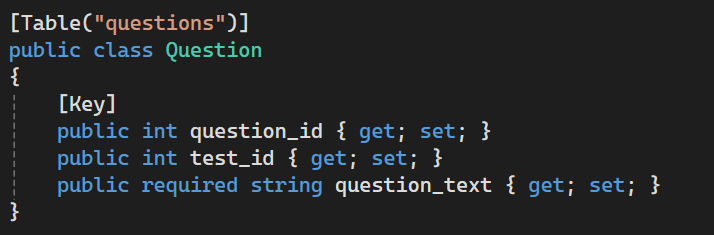 [Table("questions")]
public class Question
{
    [Key]
    public int question_id { get; set; }
    public int test_id { get; set; }
    public required string question_text { get; set; }
}